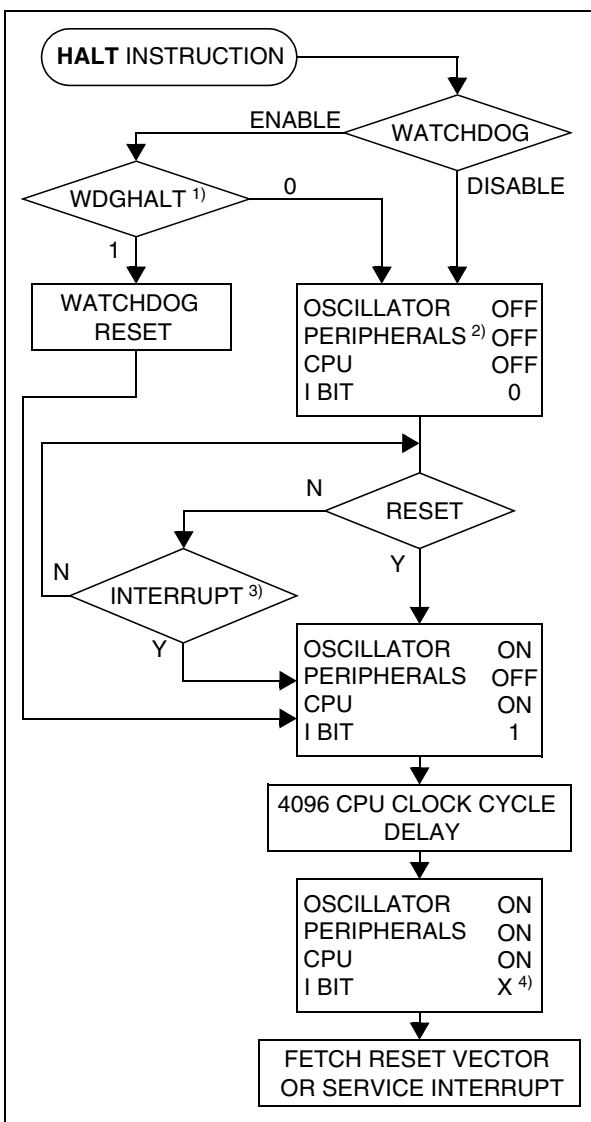 HALT INSTRUCTION
ENABLE
WATCHDOG
WDGHALT 1)
0
DISABLE
1
WATCHDOG
RESET
OSCILLATOR OFF
PERIPHERALS 2) OFF
CPU OFF
I BIT 0
N
RESET
Y
N
INTERRUPT 3)
Y
OSCILLATOR ON
PERIPHERALS OFF
CPU ON
I BIT 1
4096 CPU CLOCK CYCLE
DELAY
OSCILLATOR ON
PERIPHERALS ON
CPU ON
I BIT X 4)
FETCH RESET VECTOR
OR SERVICE INTERRUPT